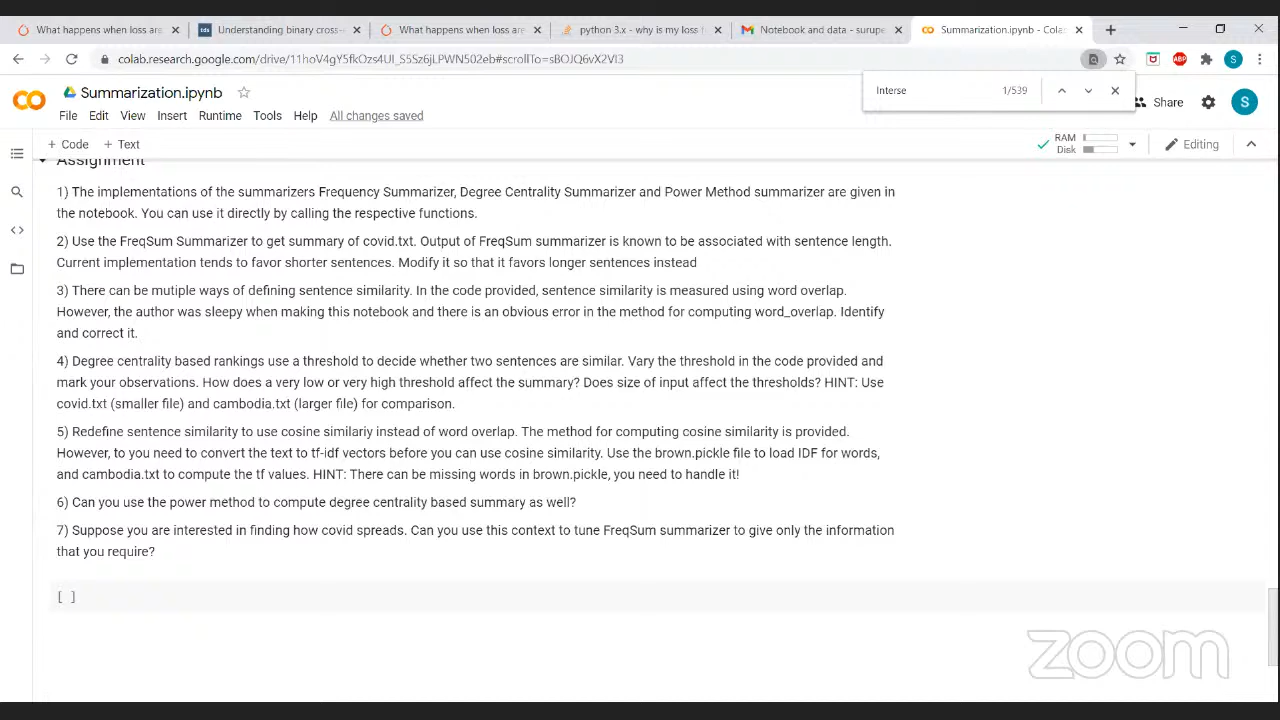 What happens when loss are
Understanding binary cross-
What happens when loss are
python 3.x - why is my loss f
Notebook and data - surupe
Summarization.ipynb - Colab
colab.research.google.com/drive/
Interse
1/539
Summarization.ipynb
Share
S
File Edit View Insert Runtime Tools Help All changes saved
+ Code + Text
RAM
Disk
Editing
Assignment
1) The implementations of the summarizers Frequency Summarizer, Degree Centrality Summarizer and Power Method summarizer are given in
the notebook. You can use it directly by calling the respective functions.
2) Use the FreqSum Summarizer to get summary of covid.txt. Output of FreqSum summarizer is known to be associated with sentence length.
Current implementation tends to favor shorter sentences. Modify it so that it favors longer sentences instead
3) There can be mutiple ways of defining sentence similarity. In the code provided, sentence similarity is measured using word overlap.
However, the author was sleepy when making this notebook and there is an obvious error in the method for computing word_overlap. Identify
and correct it.
4) Degree centrality based rankings use a threshold to decide whether two sentences are similar. Vary the threshold in the code provided and
mark your observations. How does a very low or very high threshold affect the summary? Does size of input affect the thresholds? HINT: Use
covid.txt (smaller file) and cambodia.txt (larger file) for comparison.
5) Redefine sentence similarity to use cosine similariy instead of word overlap. The method for computing cosine similarity is provided.
However, to you need to convert the text to tf-idf vectors before you can use cosine similarity. Use the brown.pickle file to load IDF for words,
and cambodia.txt to compute the tf values. HINT: There can be missing words in brown.pickle, you need to handle it!
6) Can you use the power method to compute degree centrality based summary as well?
7) Suppose you are interested in finding how covid spreads. Can you use this context to tune FreqSum summarizer to give only the information
that you require?
[ ]
zoom